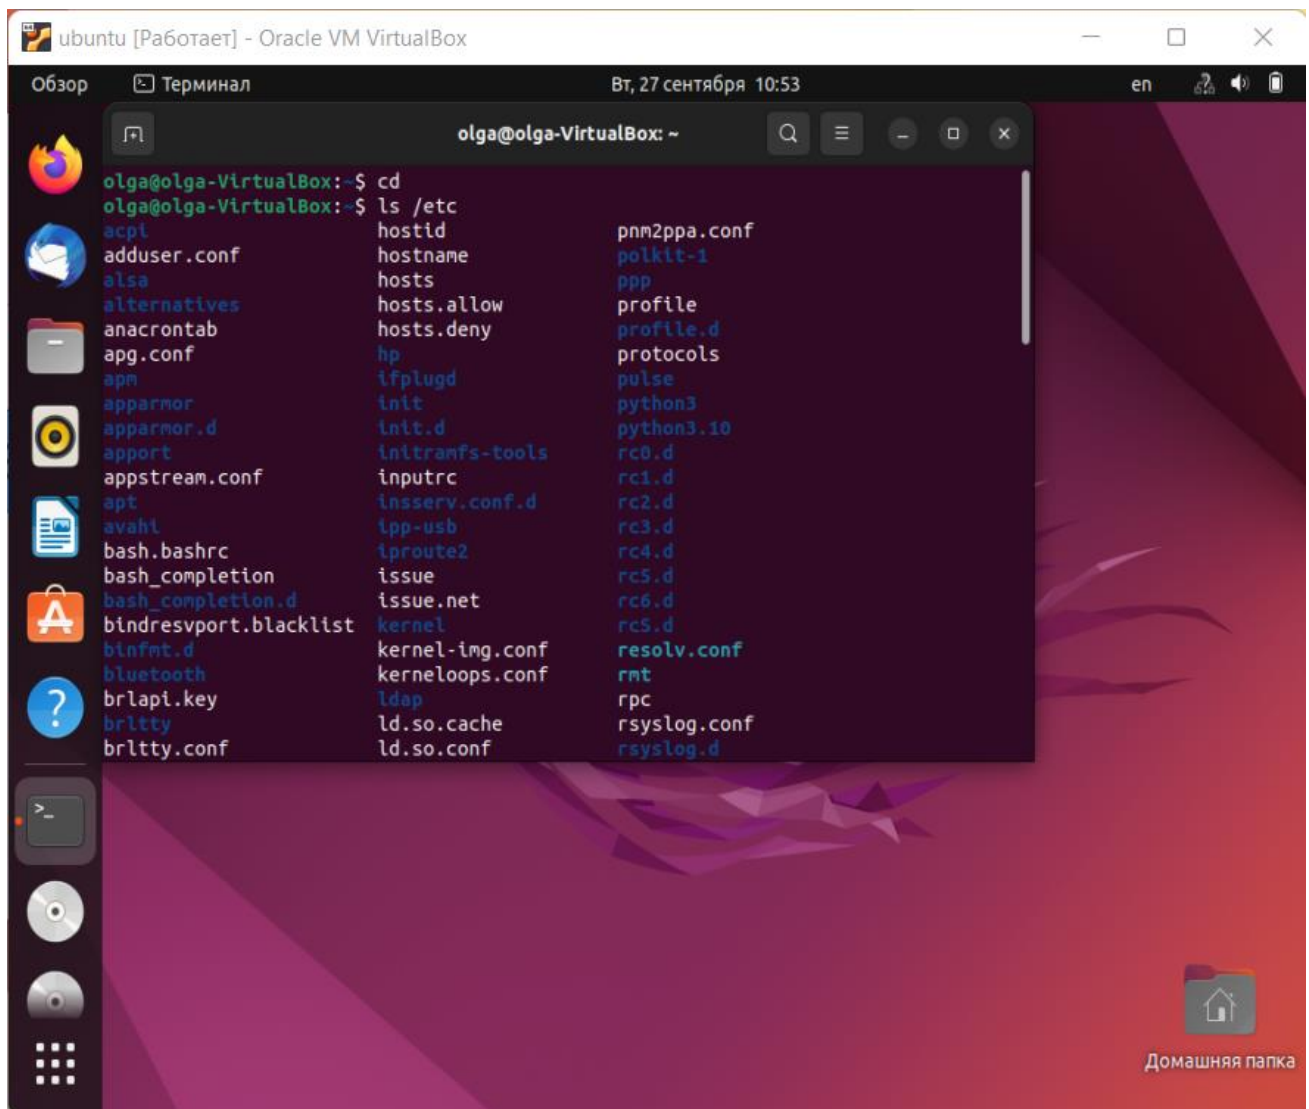 ubuntu [Работает] - Oracle VM VirtualBox
Обзор Терминал Вт, 27 сентября 10:53 en
olga@olga-VirtualBox: ~
olga@olga-VirtualBox:~$ cd
olga@olga-VirtualBox:~$ ls /etc
acpi hostid pnm2ppa.conf
adduser.conf hostname polkit-1
alsa hosts ppp
alternatives hosts.allow profile
anacrontab hosts.deny profile.d
apg.conf hp protocols
apm ifplugd pulse
apparmor init python3
apparmor.d init.d python3.10
apport initramfs-tools rc0.d
appstream.conf inputrc rc1.d
apt insserv.conf.d rc2.d
avahi ipp-usb rc3.d
bash.bashrc iproute2 rc4.d
bash_completion issue rc5.d
bash_completion.d issue.net rc6.d
bindresvport.blacklist kernel rcS.d
binfmt.d kernel-img.conf resolv.conf
bluetooth kerneloops.conf rmt
brlapi.key ldap rpc
brltty ld.so.cache rsyslog.conf
brltty.conf ld.so.conf rsyslog.d
Домашняя папка